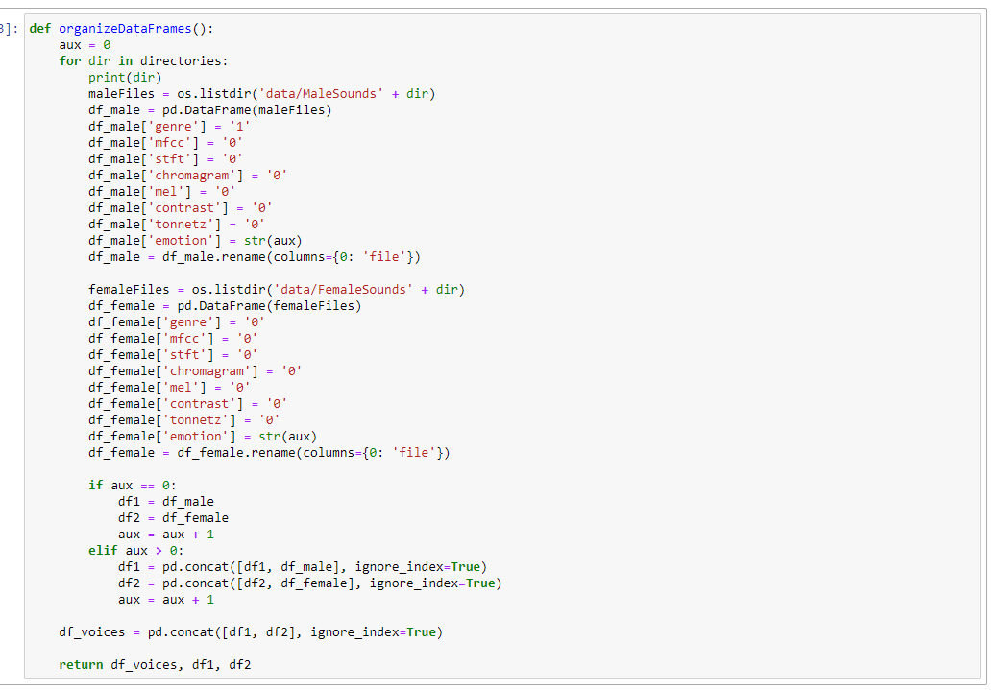 3]: def organizeDataFrames():
    aux = 0
    for dir in directories:
        print(dir)
        maleFiles = os.listdir('data/MaleSounds' + dir)
        df_male = pd.DataFrame(maleFiles)
        df_male['genre'] = '1'
        df_male['mfcc'] = '0'
        df_male['stft'] = '0'
        df_male['chromagram'] = '0'
        df_male['mel'] = '0'
        df_male['contrast'] = '0'
        df_male['tonnetz'] = '0'
        df_male['emotion'] = str(aux)
        df_male = df_male.rename(columns={0: 'file'})

        femaleFiles = os.listdir('data/FemaleSounds' + dir)
        df_female = pd.DataFrame(femaleFiles)
        df_female['genre'] = '0'
        df_female['mfcc'] = '0'
        df_female['stft'] = '0'
        df_female['chromagram'] = '0'
        df_female['mel'] = '0'
        df_female['contrast'] = '0'
        df_female['tonnetz'] = '0'
        df_female['emotion'] = str(aux)
        df_female = df_female.rename(columns={0: 'file'})

        if aux == 0:
            df1 = df_male
            df2 = df_female
            aux = aux + 1
        elif aux > 0:
            df1 = pd.concat([df1, df_male], ignore_index=True)
            df2 = pd.concat([df2, df_female], ignore_index=True)
            aux = aux + 1

    df_voices = pd.concat([df1, df2], ignore_index=True)

    return df_voices, df1, df2